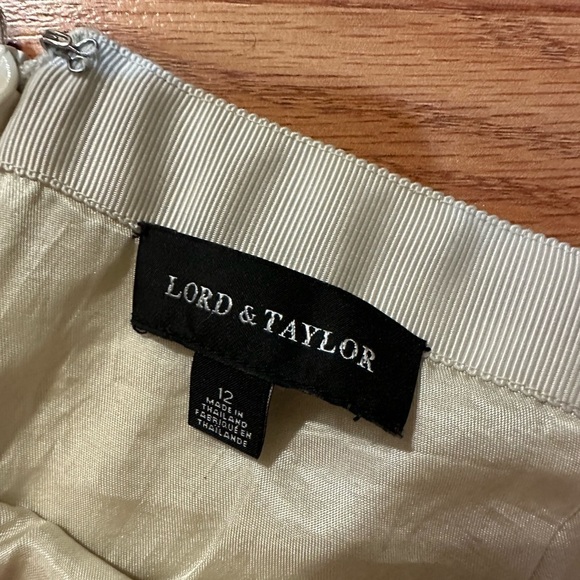 LORD & TAYLOR
12
MADE IN
THAILAND
FABRIQUÉ EN
THAÏLANDE